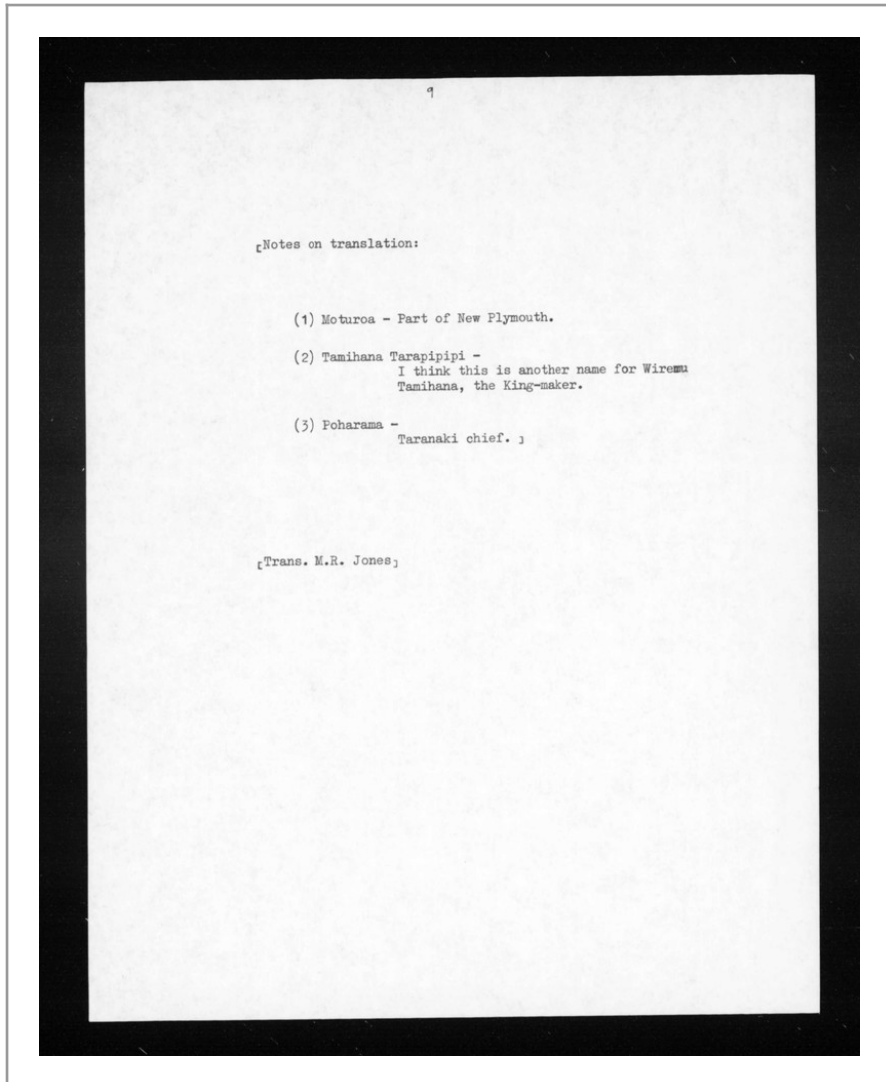 9
[Notes on translation:
(1) Moturoa - Part of New Plymouth.
(2) Tamihana Tarapipipi -
I think this is another name for Wiremu
Tamihana, the King-maker.
(3) Poharama -
Taranaki chief. ]
[Trans. M.R. Jones]